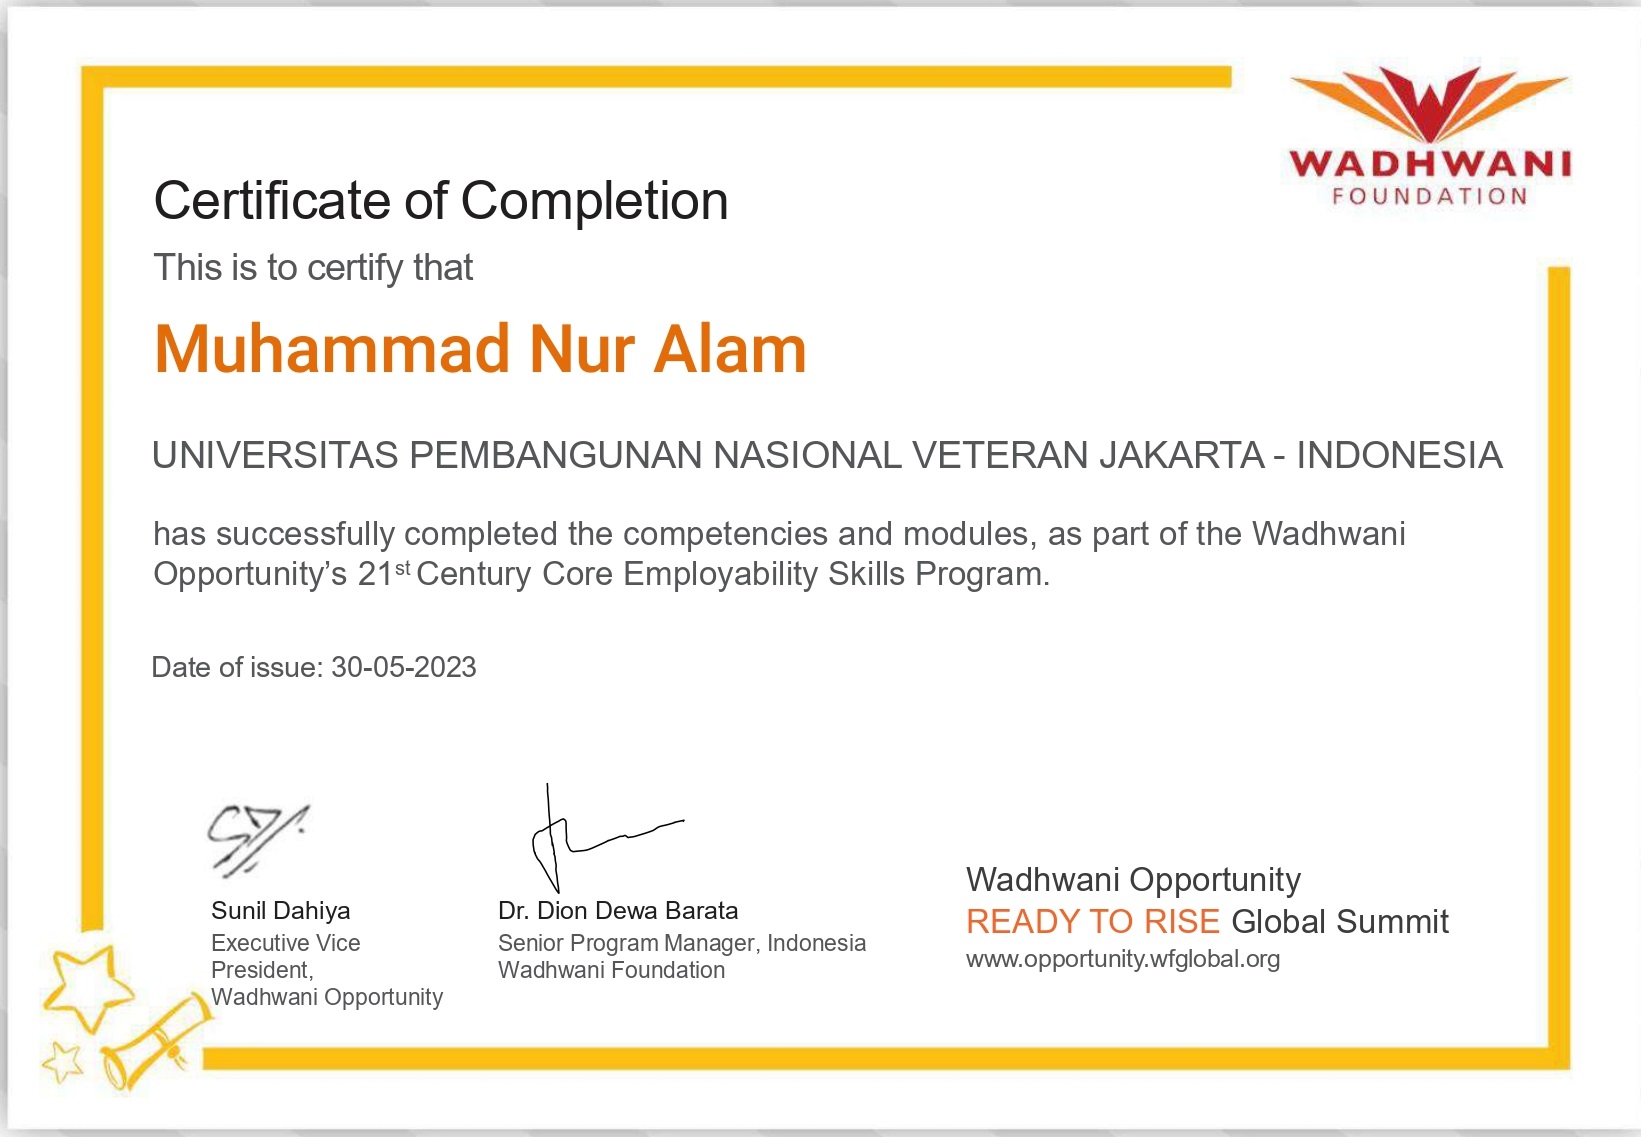 WADHWANI
FOUNDATION
Certificate of Completion
This is to certify that
Muhammad Nur Alam
UNIVERSITAS PEMBANGUNAN NASIONAL VETERAN JAKARTA - INDONESIA
has successfully completed the competencies and modules, as part of the Wadhwani
Opportunity’s 21st Century Core Employability Skills Program.
Date of issue: 30-05-2023
Sunil Dahiya
Executive Vice
President,
Wadhwani Opportunity
Dr. Dion Dewa Barata
Senior Program Manager, Indonesia
Wadhwani Foundation
Wadhwani Opportunity
READY TO RISE Global Summit
www.opportunity.wfglobal.org